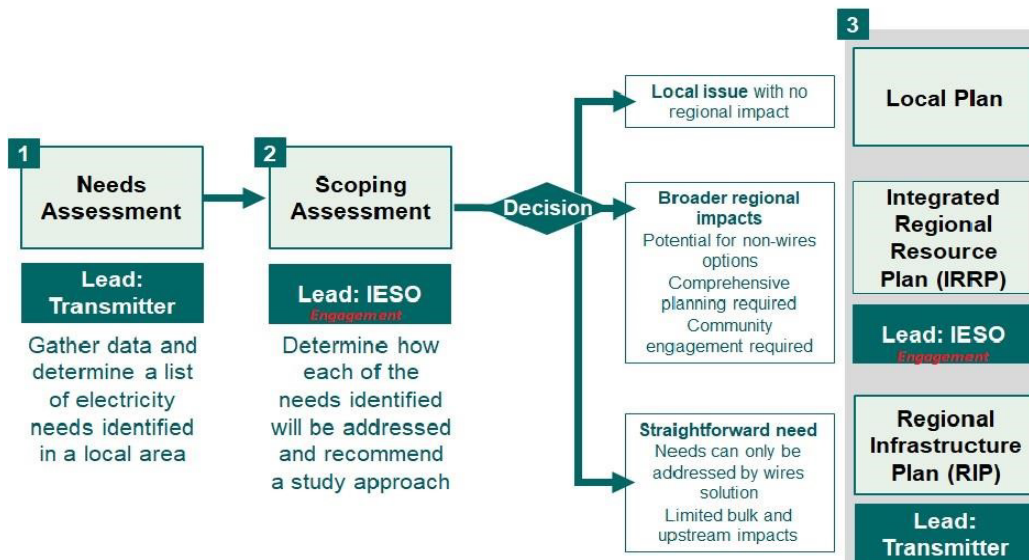 1
Needs
Assessment
Lead:
Transmitter
Gather data and
determine a list
of electricity
needs identified
in a local area
2
Scoping
Assessment
Lead: IESO
Engagement
Determine how
each of the
needs identified
will be addressed
and recommend
a study approach
Decision
Local issue with no
regional impact
Broader regional
impacts
Potential for non-wires
options
Comprehensive
planning required
Community
engagement required
Straightforward need
Needs can only be
addressed by wires
solution
Limited bulk and
upstream impacts
3
Local Plan
Integrated
Regional
Resource
Plan (IRRP)
Lead: IESO
Engagement
Regional
Infrastructure
Plan (RIP)
Lead:
Transmitter